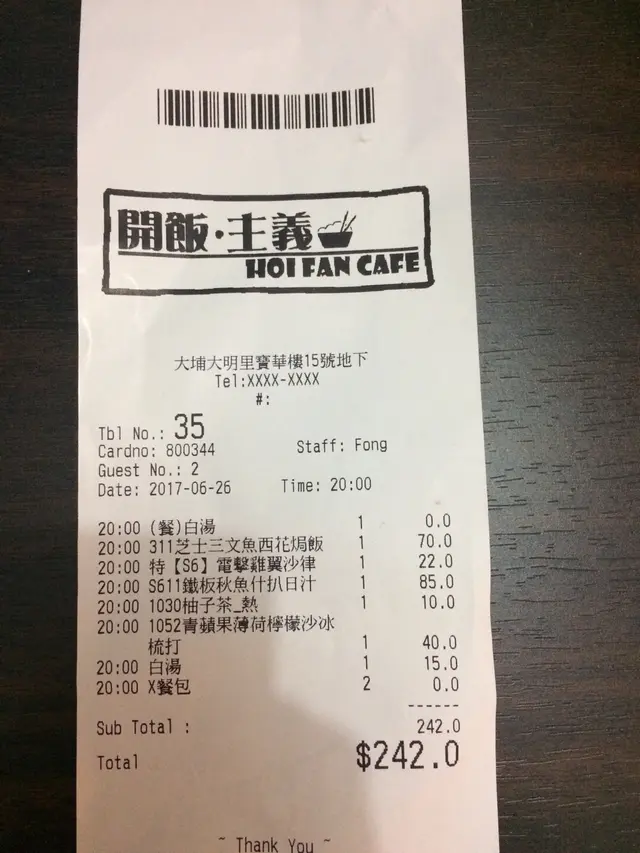 開飯·主義
HOI FAN CAFE
大埔大明里寶華樓15號地下
Tel:XXXX-XXXX
#:
Tbl No.: 35
Cardno: 800344 Staff: Fong
Guest No.: 2
Date: 2017-06-26 Time: 20:00
20:00 (餐)白湯 1 0.0
20:00 311芝士三文魚西花焗飯 1 70.0
20:00 特【S6】電擊雞翼沙律 1 22.0
20:00 S611鐵板秋魚什扒日汁 1 85.0
20:00 1030柚子茶_熱 1 10.0
20:00 1052青蘋果薄荷檸檬沙冰
梳打 1 40.0
20:00 白湯 1 15.0
20:00 X餐包 2 0.0
------
Sub Total : 242.0
Total $242.0
~ Thank You ~